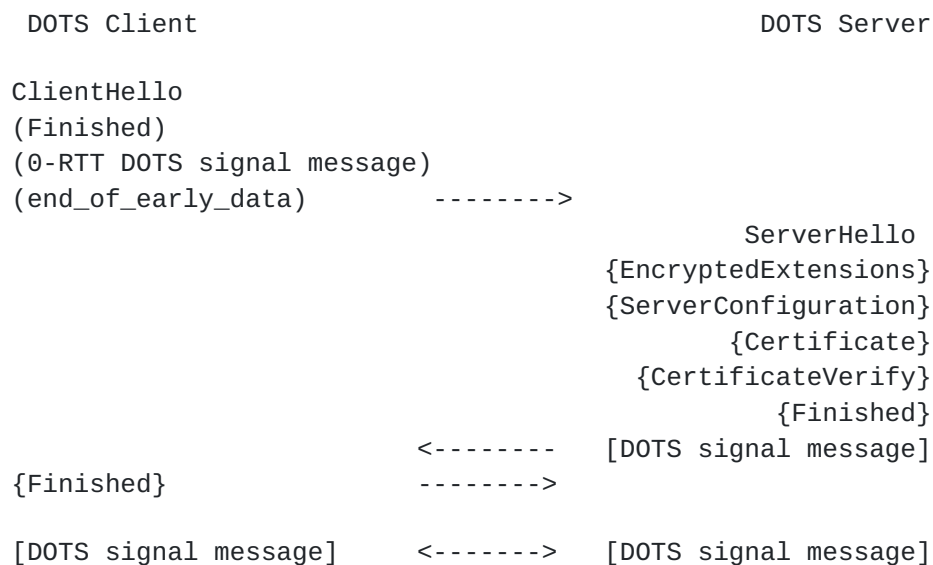 DOTS Client DOTS Server
ClientHello
(Finished)
(0-RTT DOTS signal message)
(end_of_early_data) -------->
ServerHello
{EncryptedExtensions}
{ServerConfiguration}
{Certificate}
{CertificateVerify}
{Finished}
<-------- [DOTS signal message]
{Finished} -------->
[DOTS signal message] <-------> [DOTS signal message]